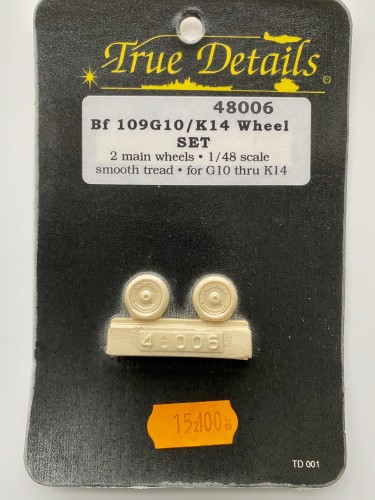 True Details
48006
Bf 109G10/K14 Wheel
SET
2 main wheels • 1/48 scale
smooth tread • for G10 thru K14
48006
15zł00gr
TD 001